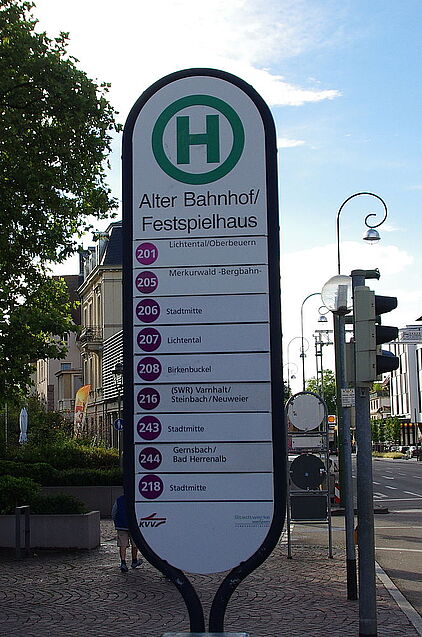 H
Alter Bahnhof/
Festspielhaus
201 Lichtental/Oberbeuern
205 Merkurwald -Bergbahn-
206 Stadtmitte
207 Lichtental
208 Birkenbuckel
216 (SWR) Varnhalt/
Steinbach/Neuweier
243 Stadtmitte
244 Gernsbach/
Bad Herrenalb
218 Stadtmitte
KVV